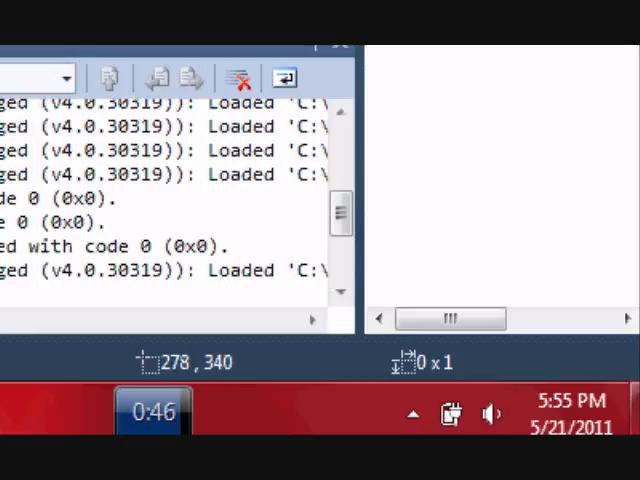 ged (v4.0.30319)): Loaded 'C:\
ged (v4.0.30319)): Loaded 'C:\
ged (v4.0.30319)): Loaded 'C:\
ged (v4.0.30319)): Loaded 'C:\
de 0 (0x0).
e 0 (0x0).
ed with code 0 (0x0).
ged (v4.0.30319)): Loaded 'C:\
278 , 340
0 x 1
0:46
5:55 PM
5/21/2011